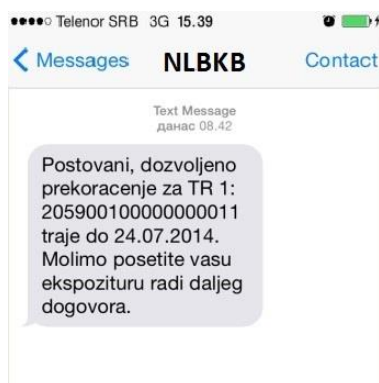 Telenor SRB 3G 15.39
Messages NLBKB Contact
Text Message
данас 08.42
Postovani, dozvoljeno
prekoracenje za TR 1:
205900100000000011
traje do 24.07.2014.
Molimo posetite vasu
ekspozituru radi daljeg
dogovora.